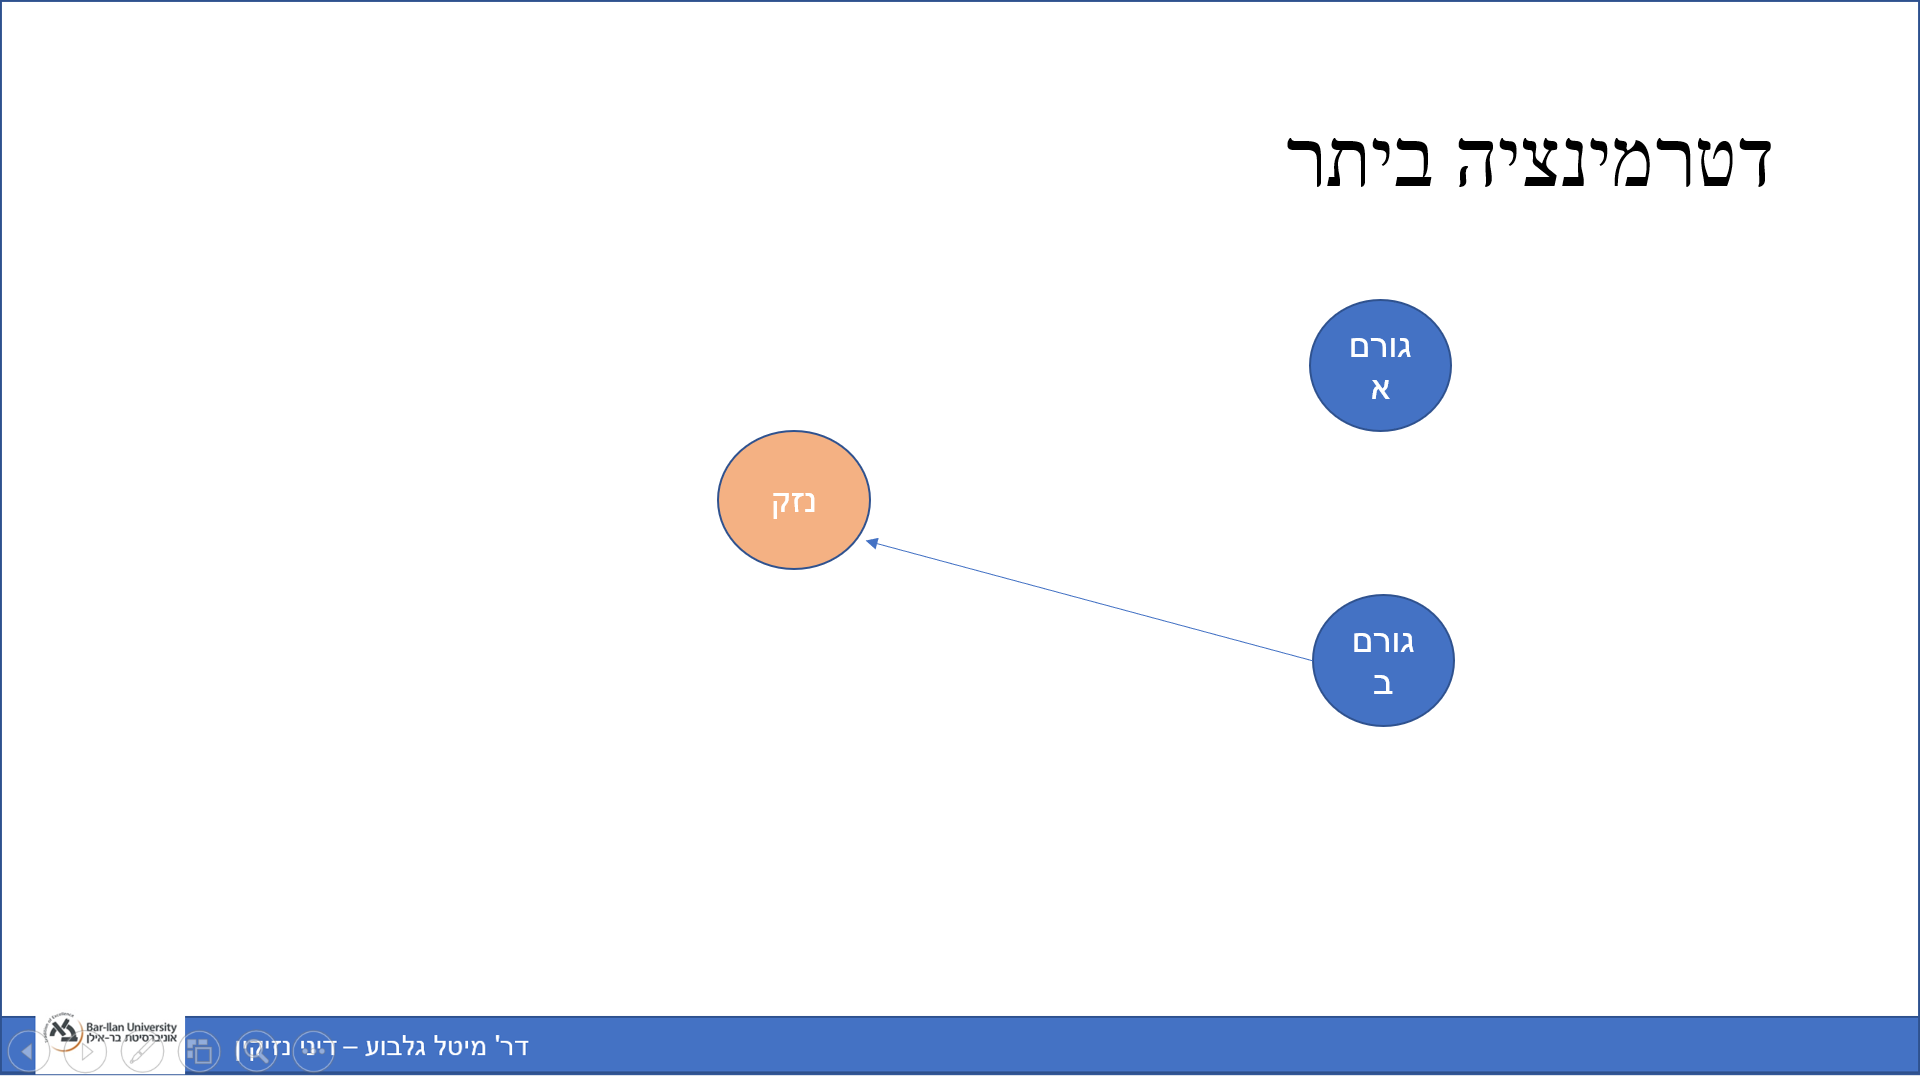 דטרמינציה ביתר
גורם
א
נזק
גורם
ב
Bar-Ilan University
אוניברסיטת בר-אילן
דר' מיטל גלבוע – דיני נזיקין